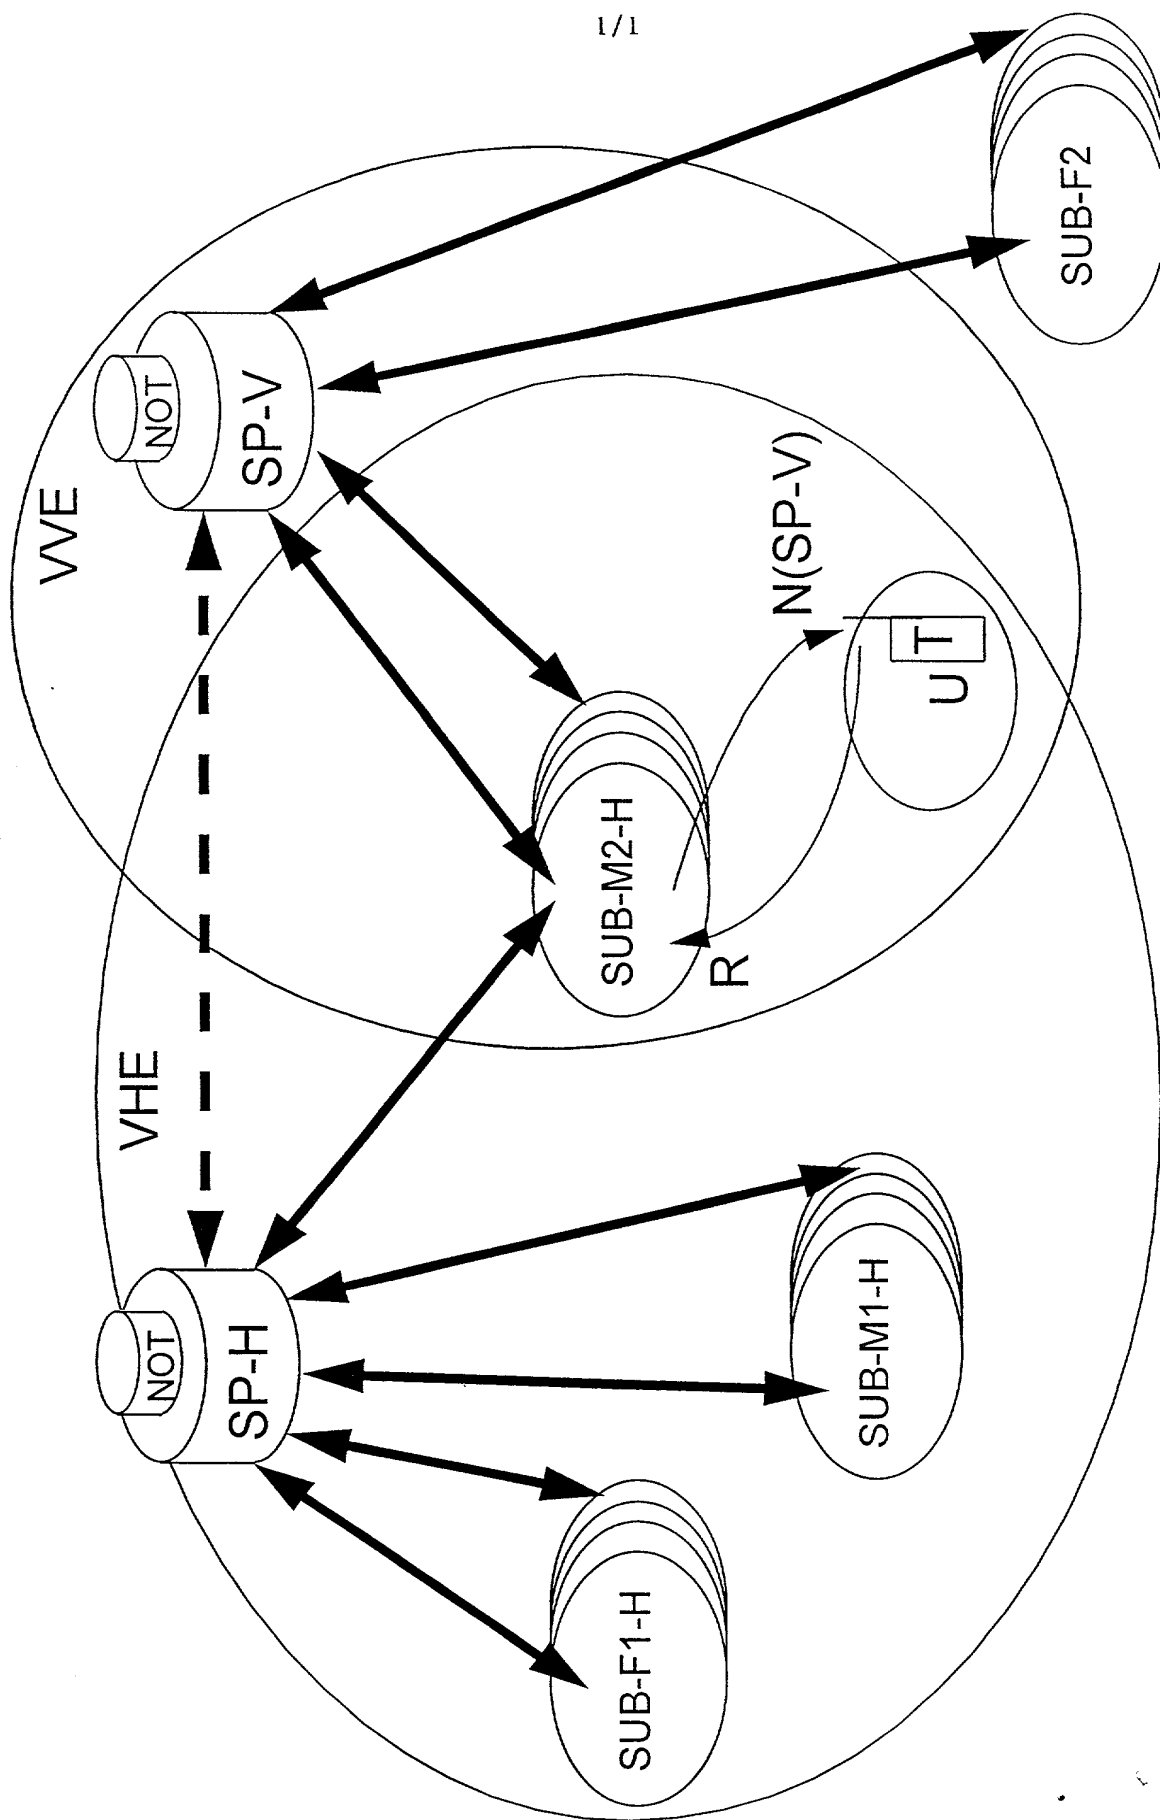 1/1
VVE
NOT
SP-V
VHE
NOT
SP-H
SUB-F2
N(SP-V)
T
U
SUB-M2-H
R
SUB-M1-H
SUB-F1-H